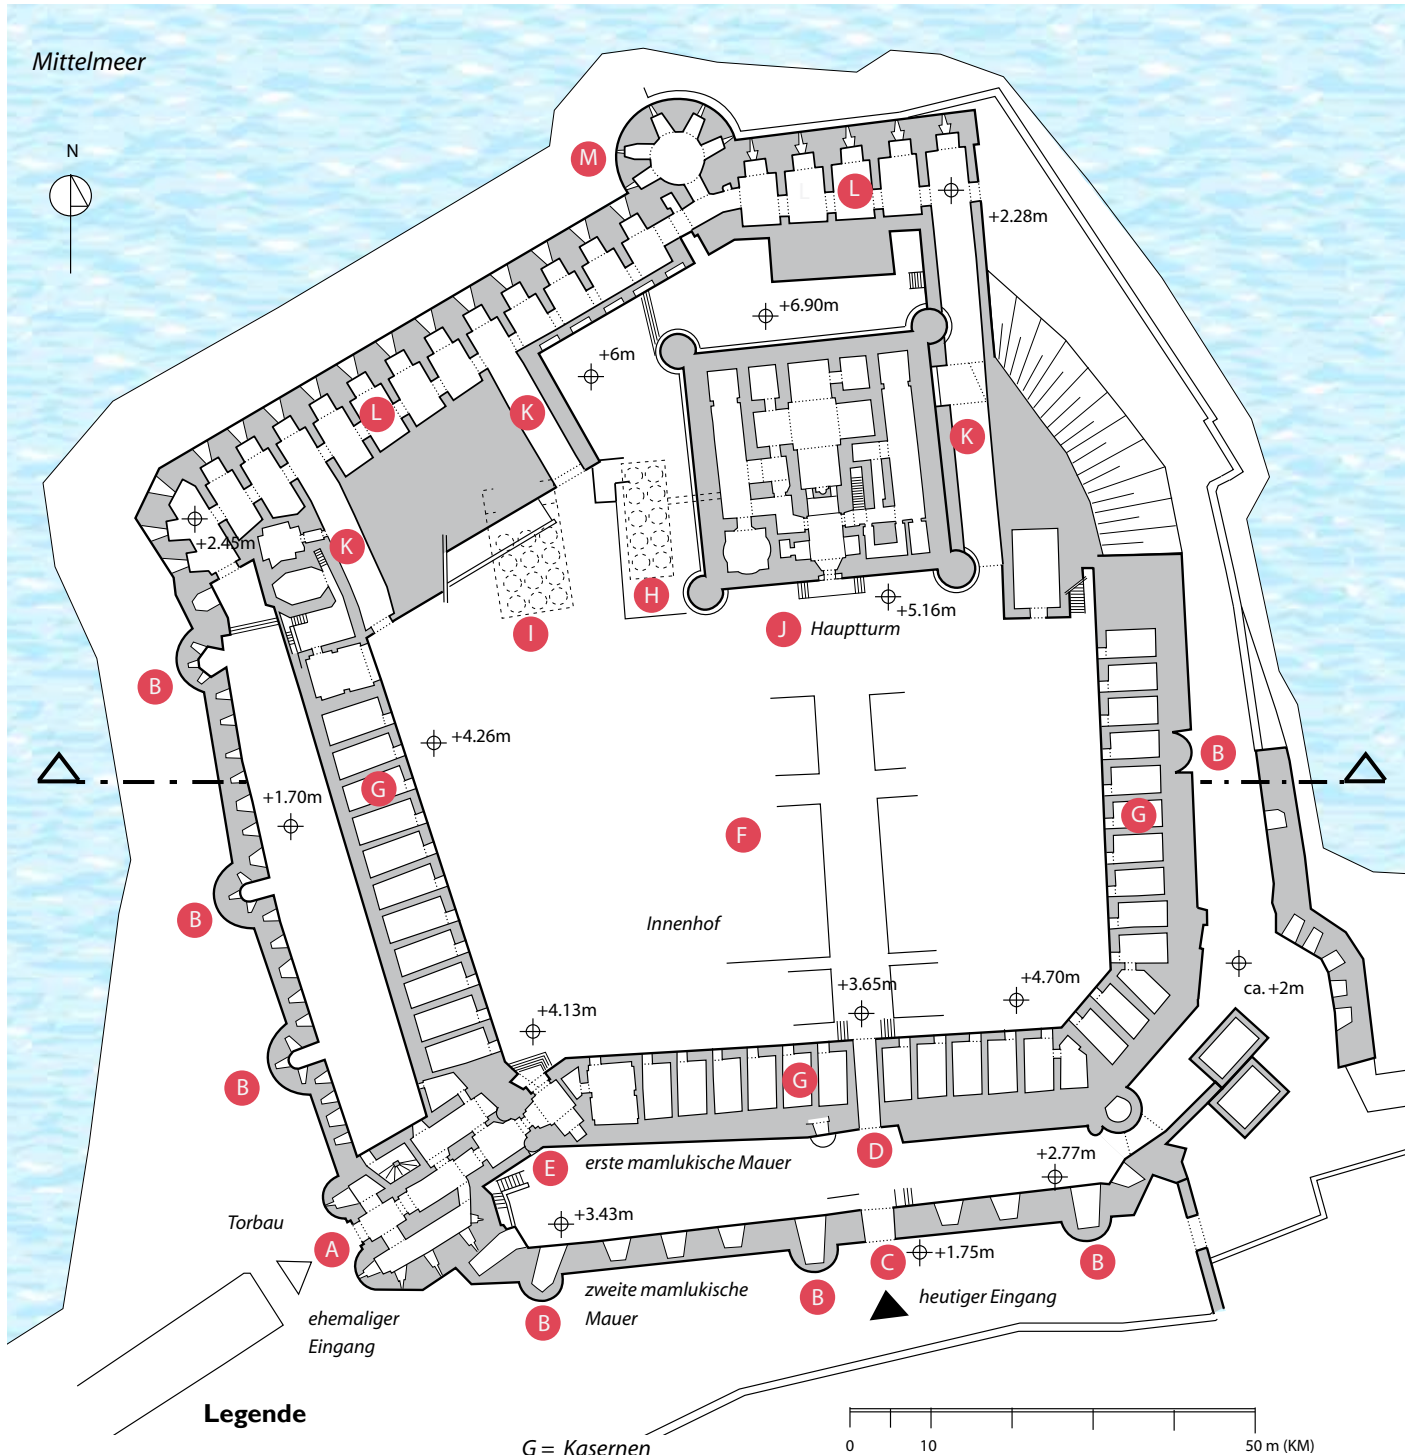 Mittelmeer
N
M
L
L
+2.28m
+6.90m
+6m
L
K
K
+2.45m
K
H
+5.16m
I
J
Hauptturm
B
+4.26m
B
G
+1.70m
G
F
B
Innenhof
+3.65m
+4.70m
ca. +2m
+4.13m
B
G
D
E
erste mamlukische Mauer
+2.77m
Torbau
+3.43m
A
C
+1.75m
B
zweite mamlukische
Mauer
B
B
heutiger Eingang
ehemaliger
Eingang
Legende
G = Kasernen
0 10 50 m (KM)